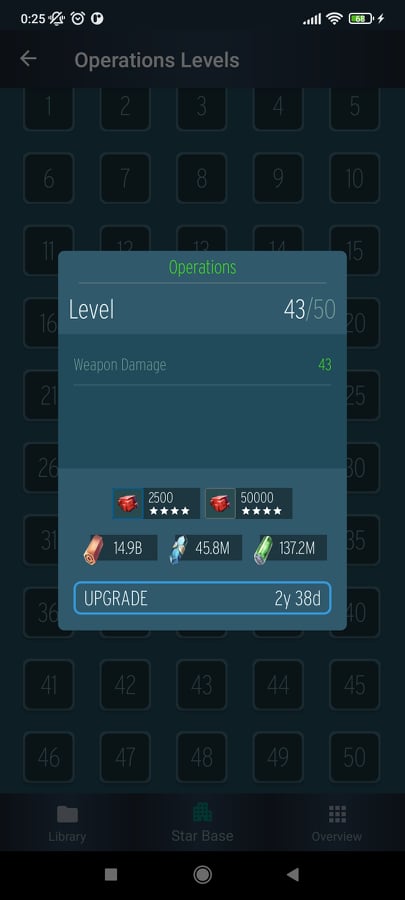 0:25
68
Operations Levels
1 2 3 4 5
6 7 8 9 10
11 12 13 14 15
Operations
Level 43/50
16 20
Weapon Damage 43
21 25
26 30
2500 50000
31 35
14.9B 45.8M 137.2M
UPGRADE 2y 38d
36 40
41 42 43 44 45
46 47 48 49 50
Library Star Base Overview